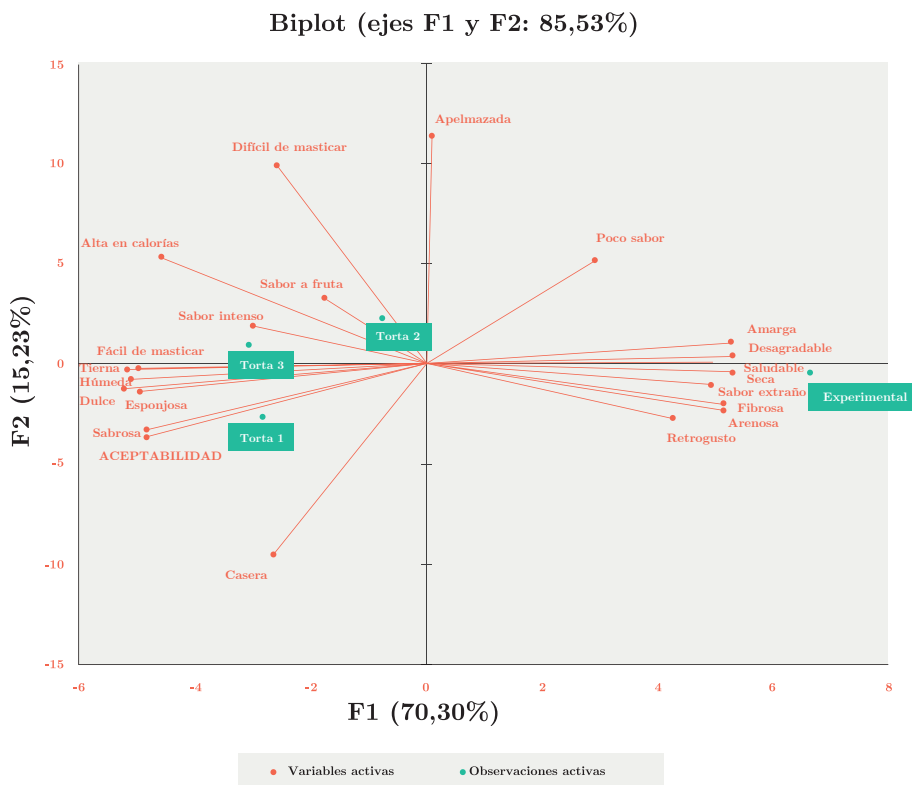 Biplot (ejes F1 y F2: 85,53%)
15
Apelmazada
Difícil de masticar
10
Poco sabor
Alta en calorías
5
Sabor a fruta
Sabor intenso
Torta 2
Amarga
Desagradable
Fácil de masticar
0
Torta 3
Tierna
Saludable
Seca
Húmeda
Sabor extraño
Experimental
Dulce
Esponjosa
Fibrosa
Arenosa
Sabrosa
Torta 1
Retrogusto
ACEPTABILIDAD
-5
-10
Casera
-15
F2 (15,23%)
-6 -4 -2 0 2 4 6 8
F1 (70,30%)
Variables activas Observaciones activas